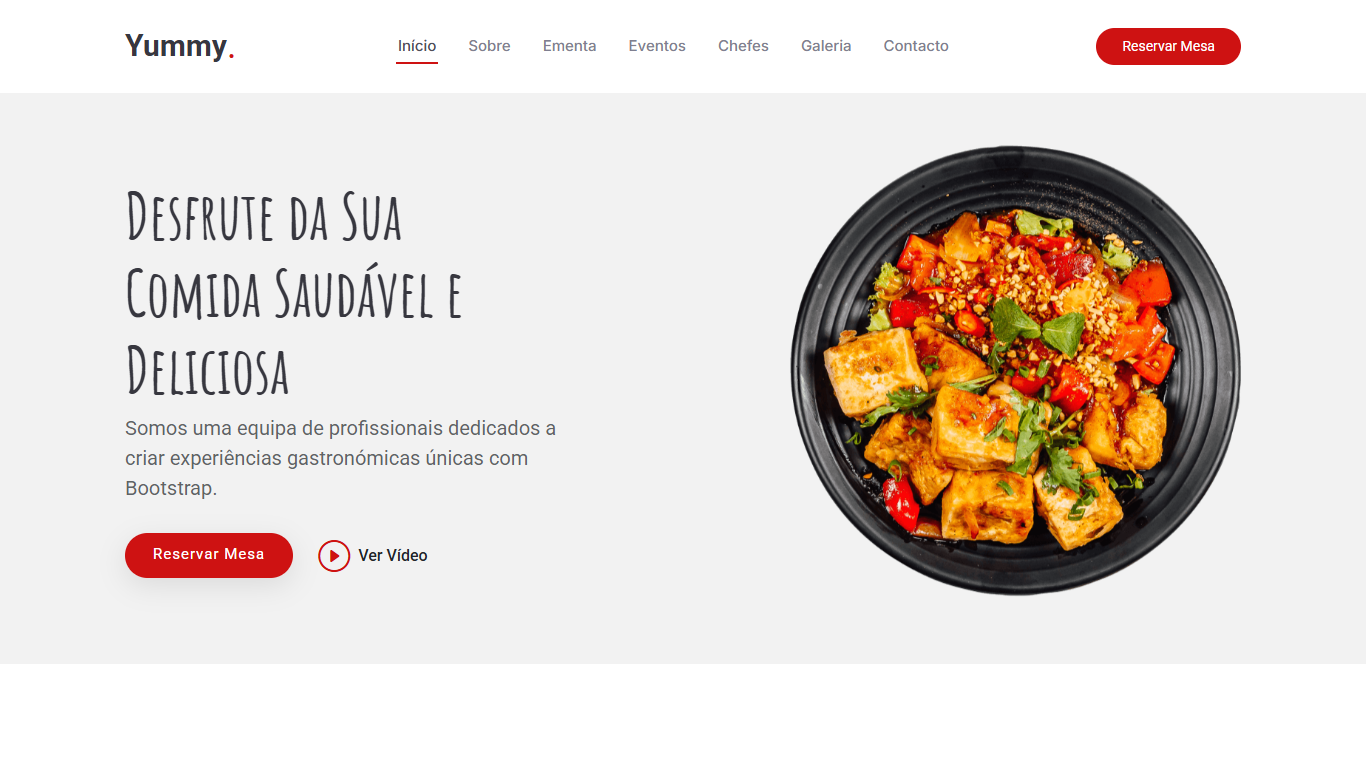 Yummy.
Início
Sobre
Ementa
Eventos
Chefes
Galeria
Contacto
Reservar Mesa
Desfrute da Sua
Comida Saudável e
Deliciosa
Somos uma equipa de profissionais dedicados a
criar experiências gastronómicas únicas com
Bootstrap.
Reservar Mesa
Ver Vídeo